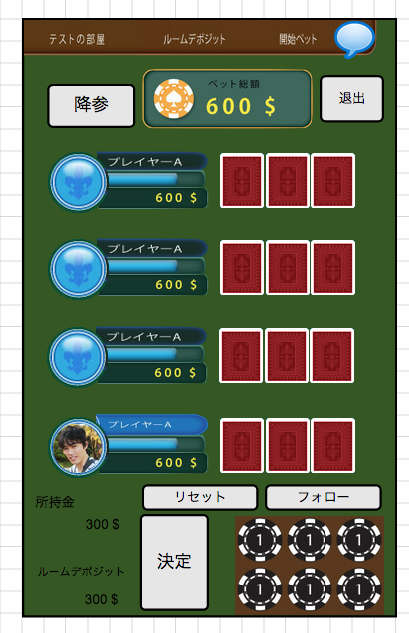 テストの部屋 ルームデポジット 開始ベット
降参
ベット総額
600 $
退出
プレイヤーA
600 $
プレイヤーA
600 $
プレイヤーA
600 $
プレイヤーA
600 $
所持金
300 $
リセット フォロー
ルームデポジット
300 $
決定
1 1 1
1 1 1